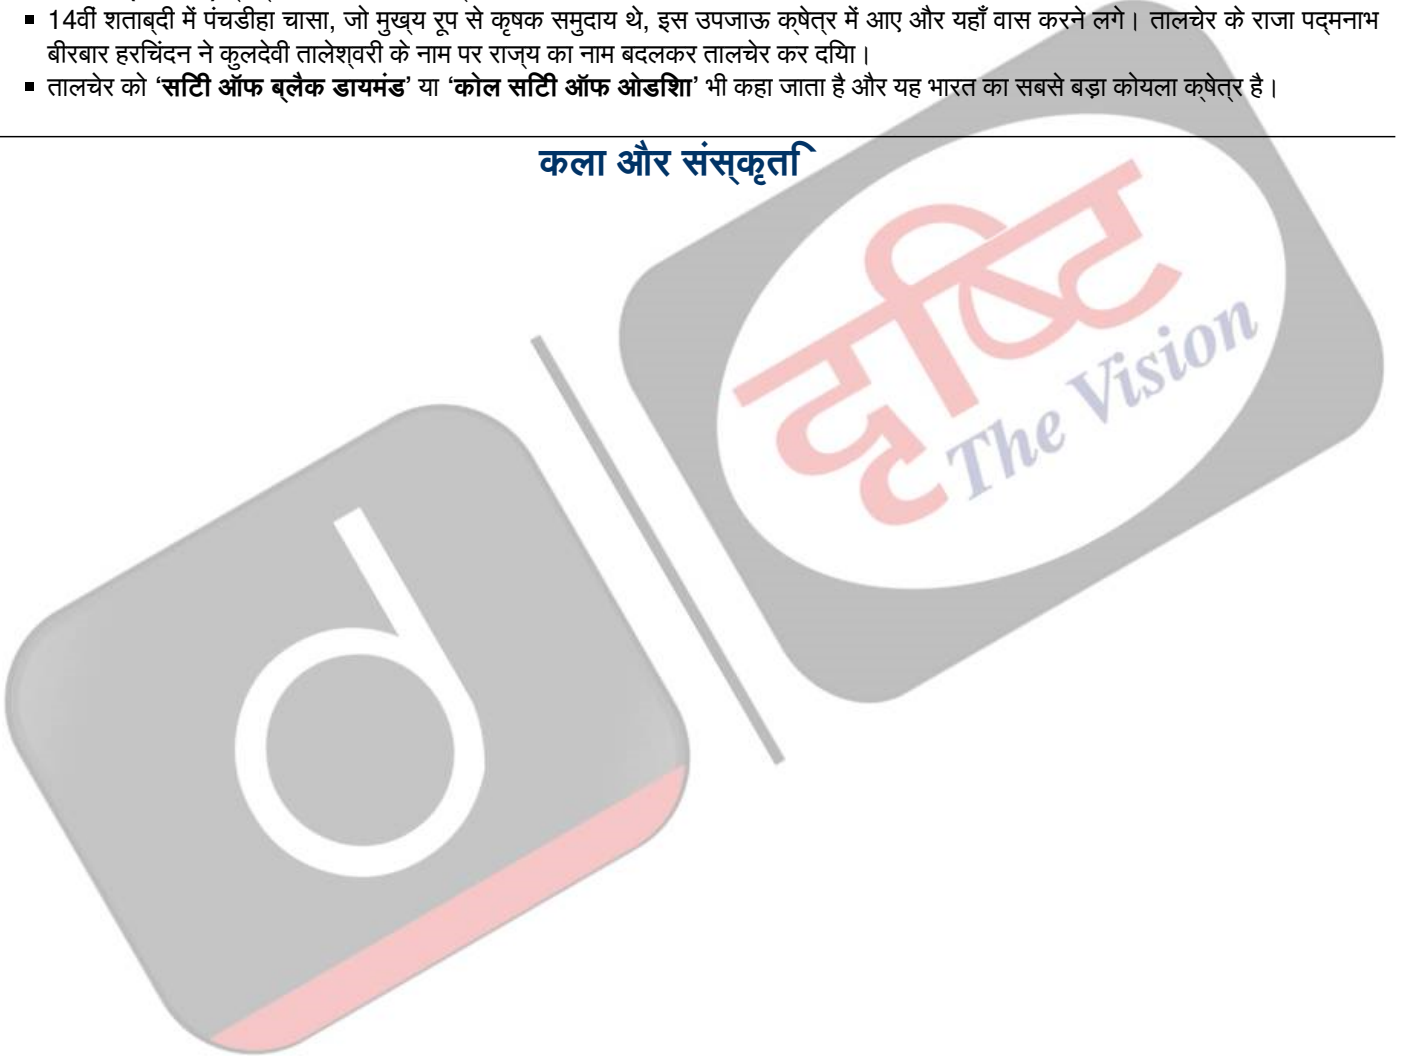 ▪ 14वीं शताब्दी में पंचडीहा चासा, जो मुख्य रूप से कृषक समुदाय थे, इस उपजाऊ क्षेत्र में आए और यहाँ वास करने लगे। तालचेर के राजा पद्मनाभ
बीरबार हरिचंदन ने कुलदेवी तालेश्वरी के नाम पर राज्य का नाम बदलकर तालचेर कर दिया।
▪ तालचेर को ‘सिटी ऑफ ब्लैक डायमंड’ या ‘कोल सिटी ऑफ ओडिशा’ भी कहा जाता है और यह भारत का सबसे बड़ा कोयला क्षेत्र है।
कला और संस्कृति
दृष्टि
The Vision
d